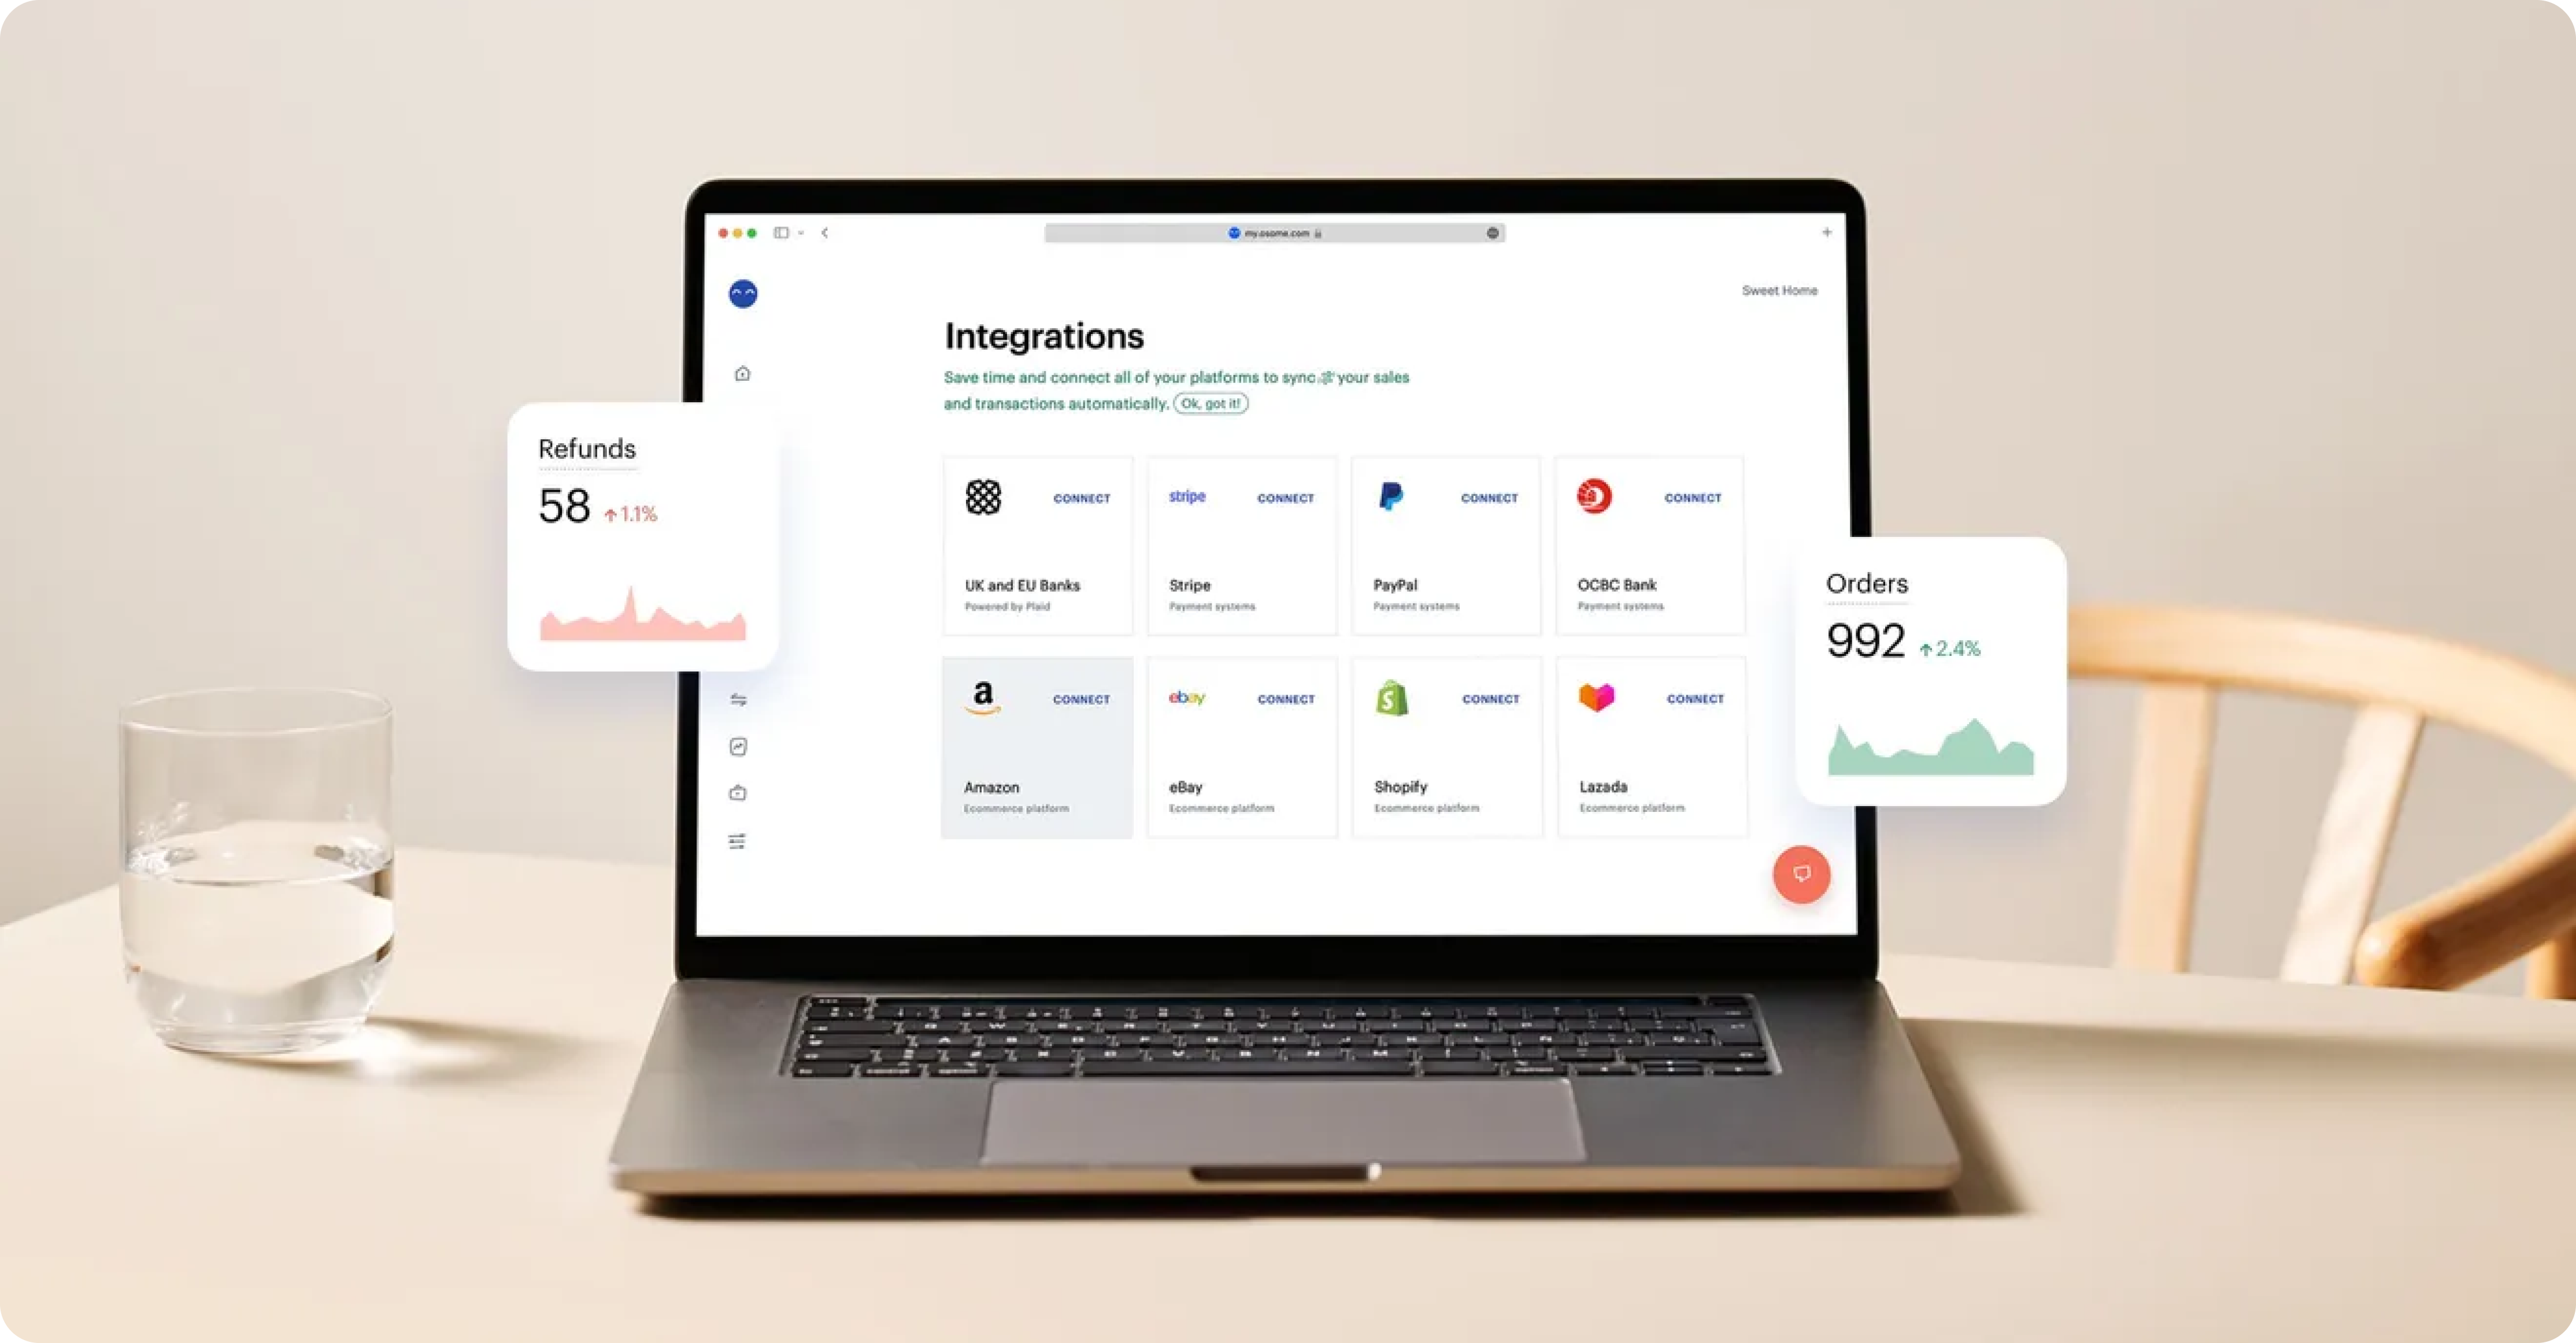 my.osome.com
Sweet Home
Integrations
Save time and connect all of your platforms to sync your sales
and transactions automatically. Ok, got it!
Refunds
58 ↑1.1%
CONNECT
UK and EU Banks
Powered by Plaid
stripe CONNECT
Stripe
Payment systems
CONNECT
PayPal
Payment systems
CONNECT
OCBC Bank
Payment systems
a CONNECT
Amazon
Ecommerce platform
ebay CONNECT
eBay
Ecommerce platform
S CONNECT
Shopify
Ecommerce platform
CONNECT
Lazada
Ecommerce platform
Orders
992 ↑2.4%